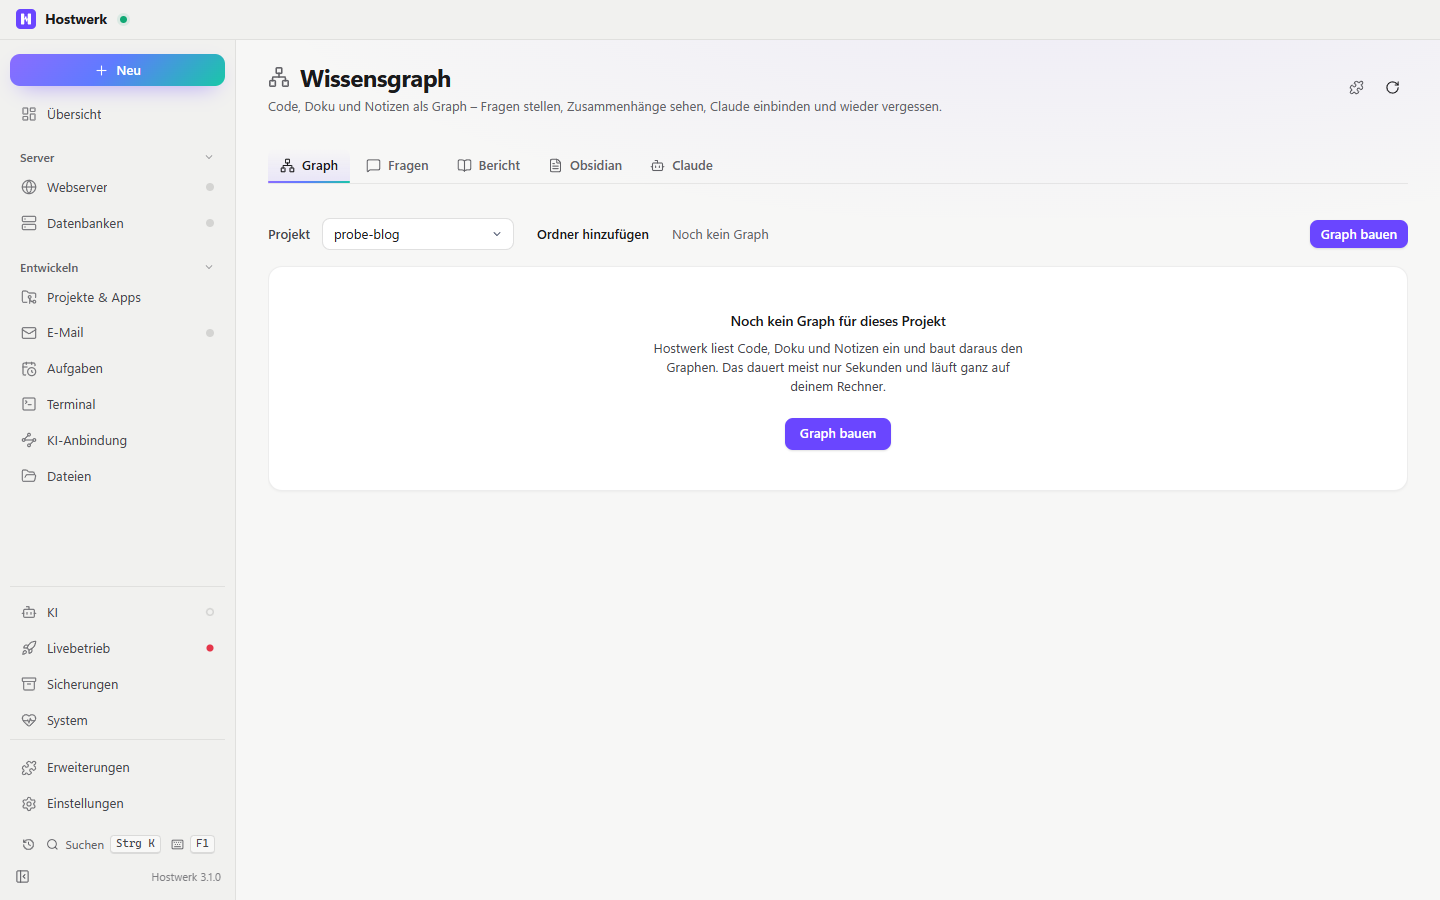 Hostwerk
Neu
Übersicht
Server
Webserver
Datenbanken
Entwickeln
Projekte & Apps
E-Mail
Aufgaben
Terminal
KI-Anbindung
Dateien
KI
Livebetrieb
Sicherungen
System
Erweiterungen
Einstellungen
Suchen Strg K F1
Hostwerk 3.1.0
Wissensgraph
Code, Doku und Notizen als Graph – Fragen stellen, Zusammenhänge sehen, Claude einbinden und wieder vergessen.
Graph Fragen Bericht Obsidian Claude
Projekt probe-blog Ordner hinzufügen Noch kein Graph Graph bauen
Noch kein Graph für dieses Projekt
Hostwerk liest Code, Doku und Notizen ein und baut daraus den
Graphen. Das dauert meist nur Sekunden und läuft ganz auf
deinem Rechner.
Graph bauen